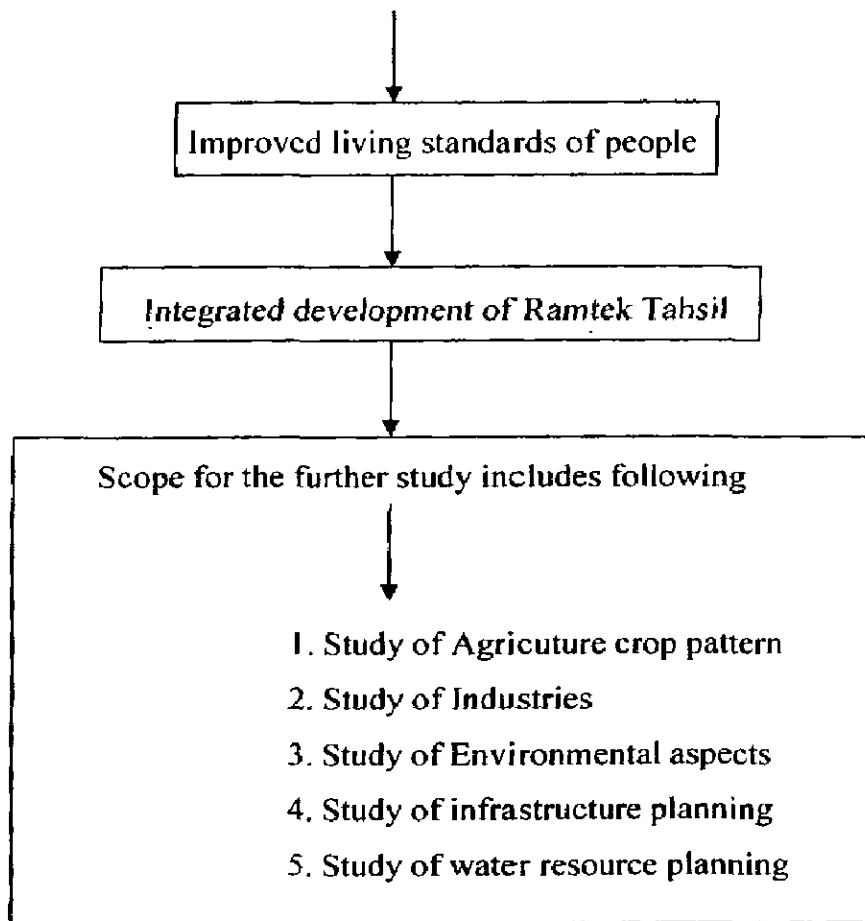 Improved living standards of people
Integrated development of Ramtek Tahsil
Scope for the further study includes following
1. Study of Agricuture crop pattern
2. Study of Industries
3. Study of Environmental aspects
4. Study of infrastructure planning
5. Study of water resource planning